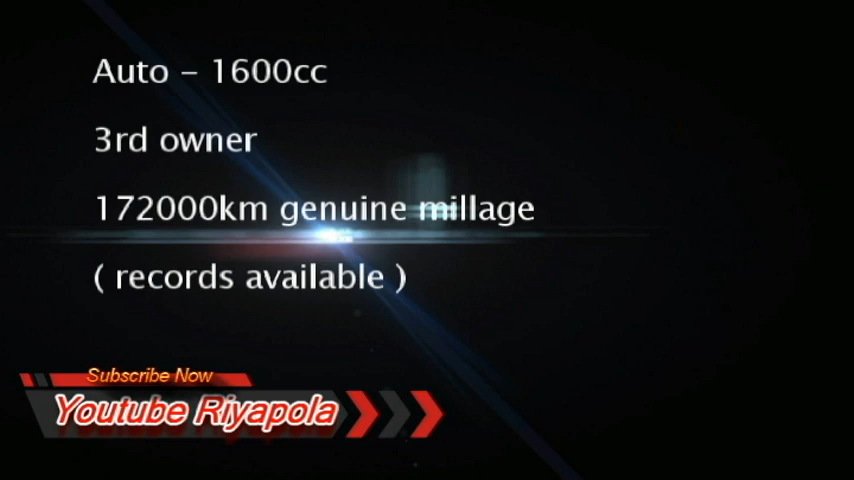 Auto - 1600cc
3rd owner
172000km genuine millage
( records available )
Subscribe Now
Youtube Riyapola